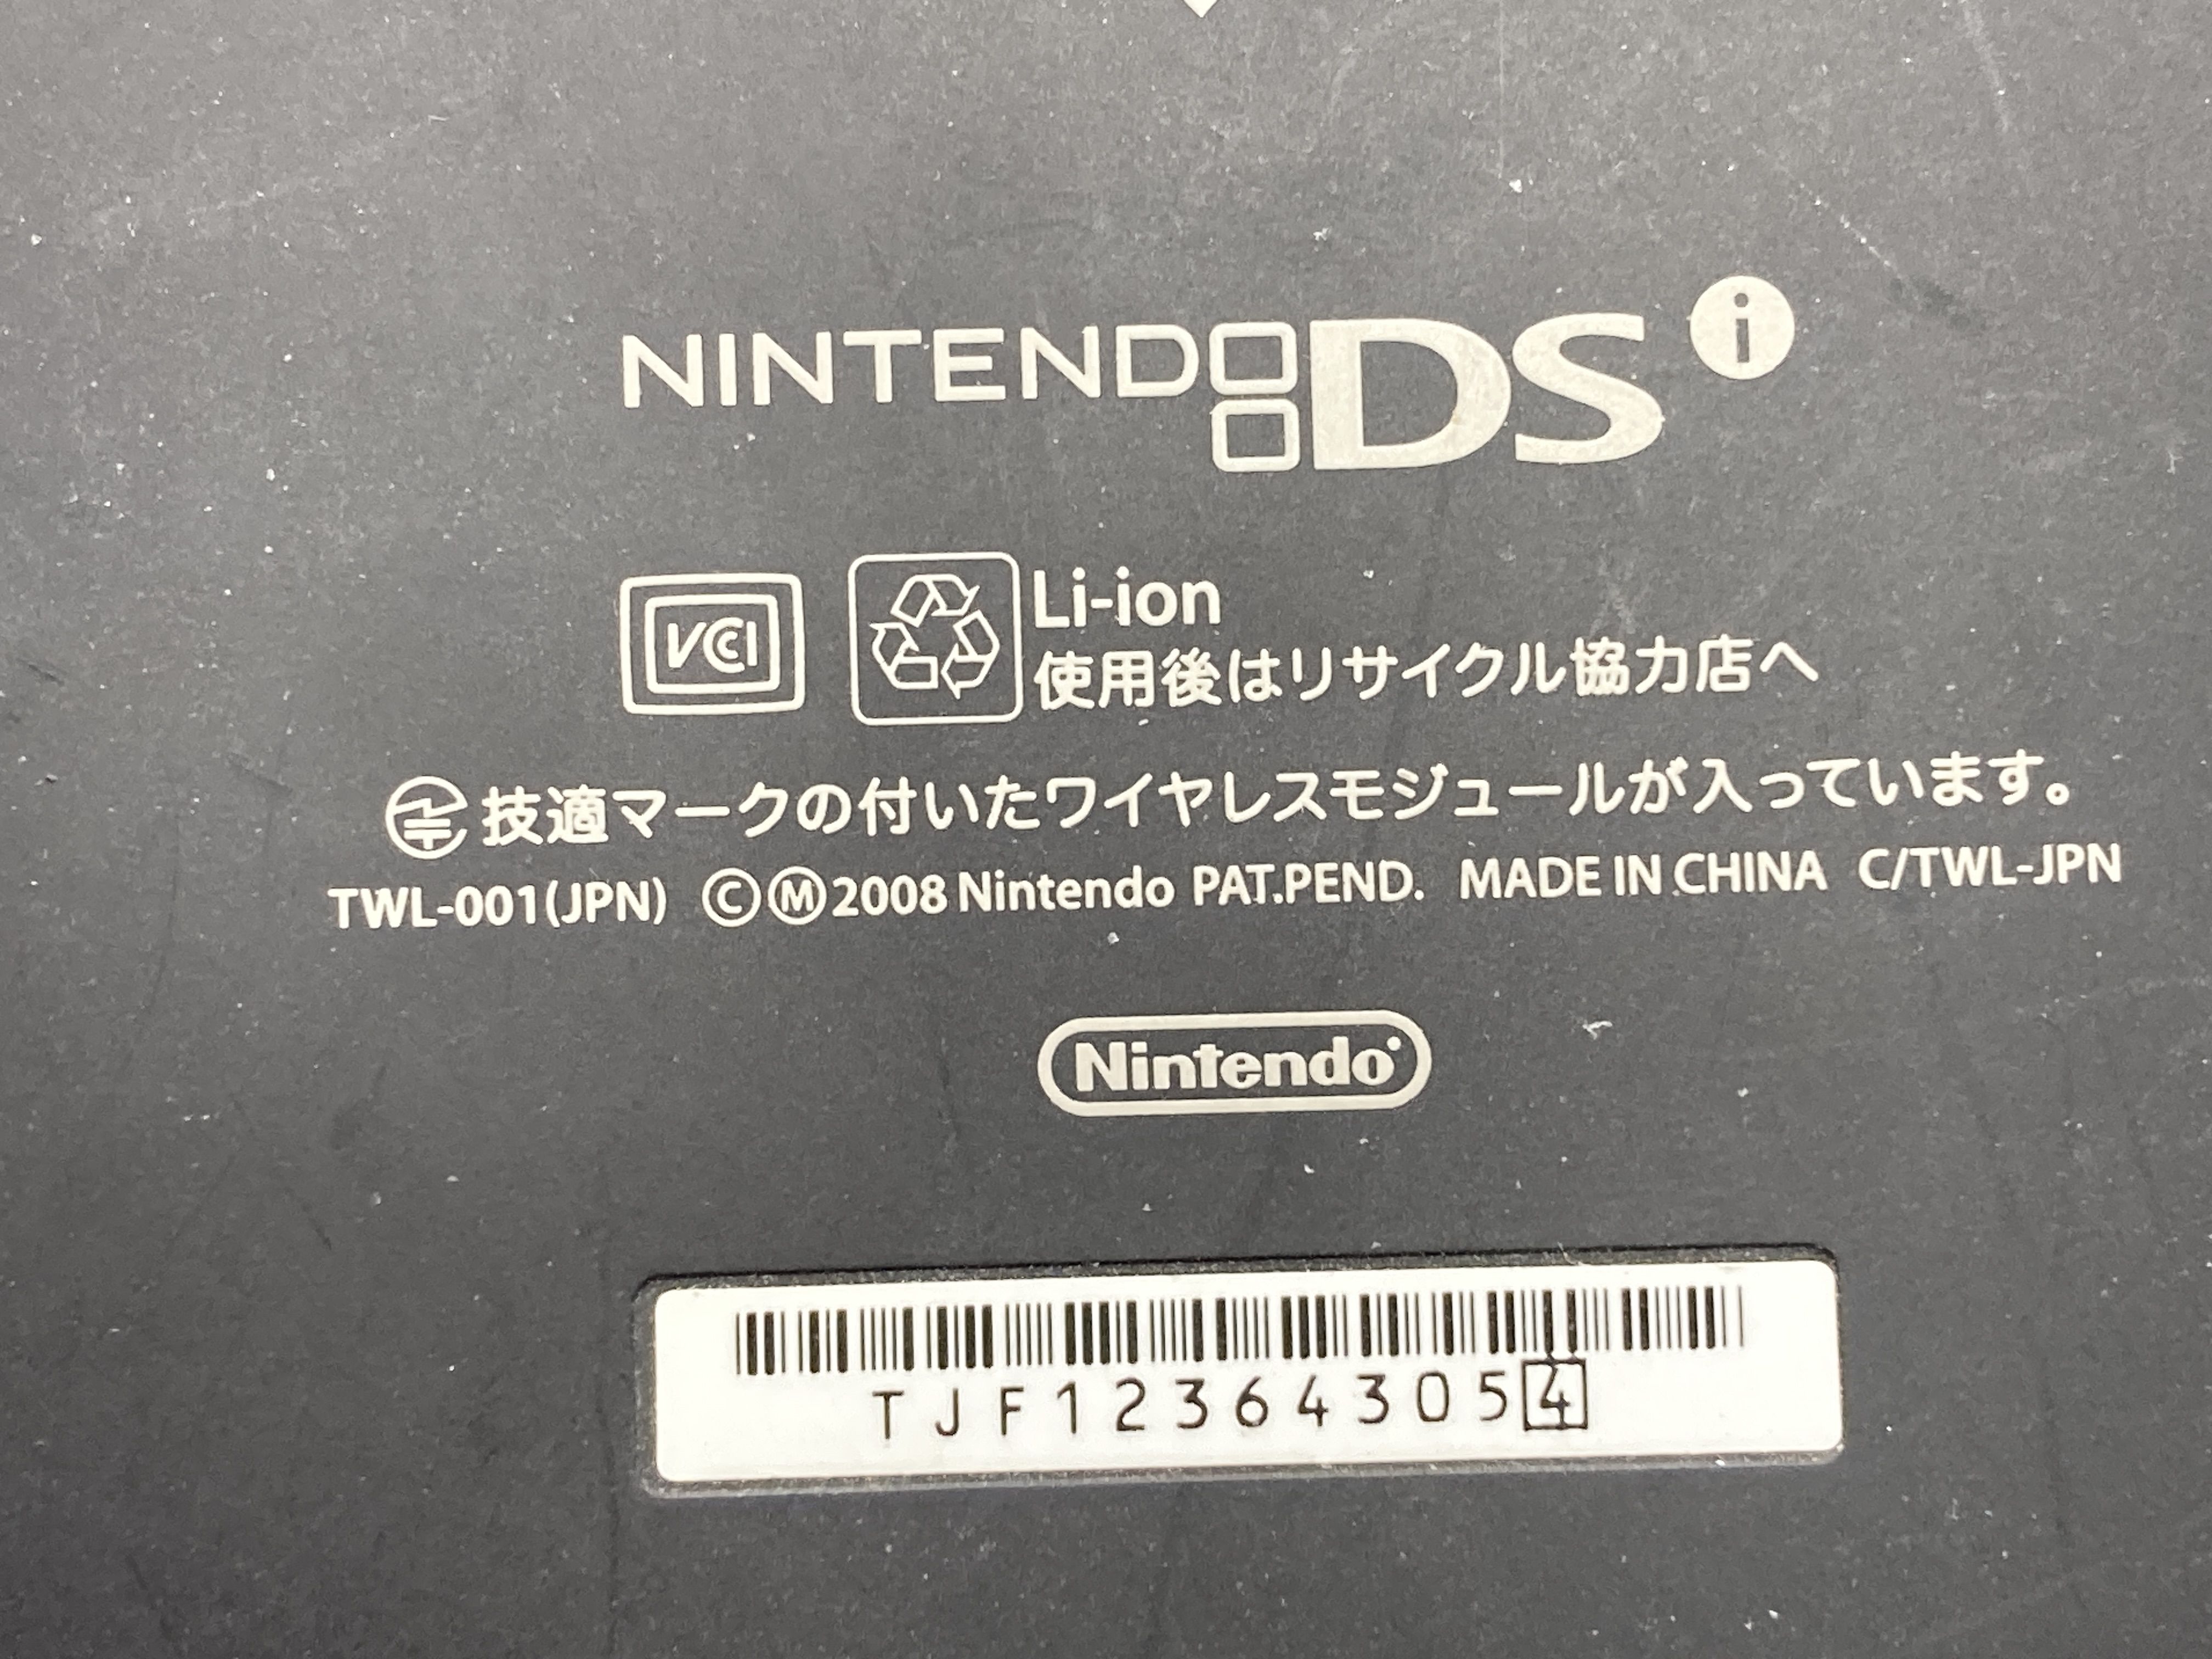 NINTENDO DS i
VCCI
Li-ion
使用後はリサイクル協力店へ
技適マークの付いたワイヤレスモジュールが入っています。
TWL-001(JPN) ©Ⓜ2008 Nintendo PAT.PEND. MADE IN CHINA C/TWL-JPN
Nintendo
TJF123643054